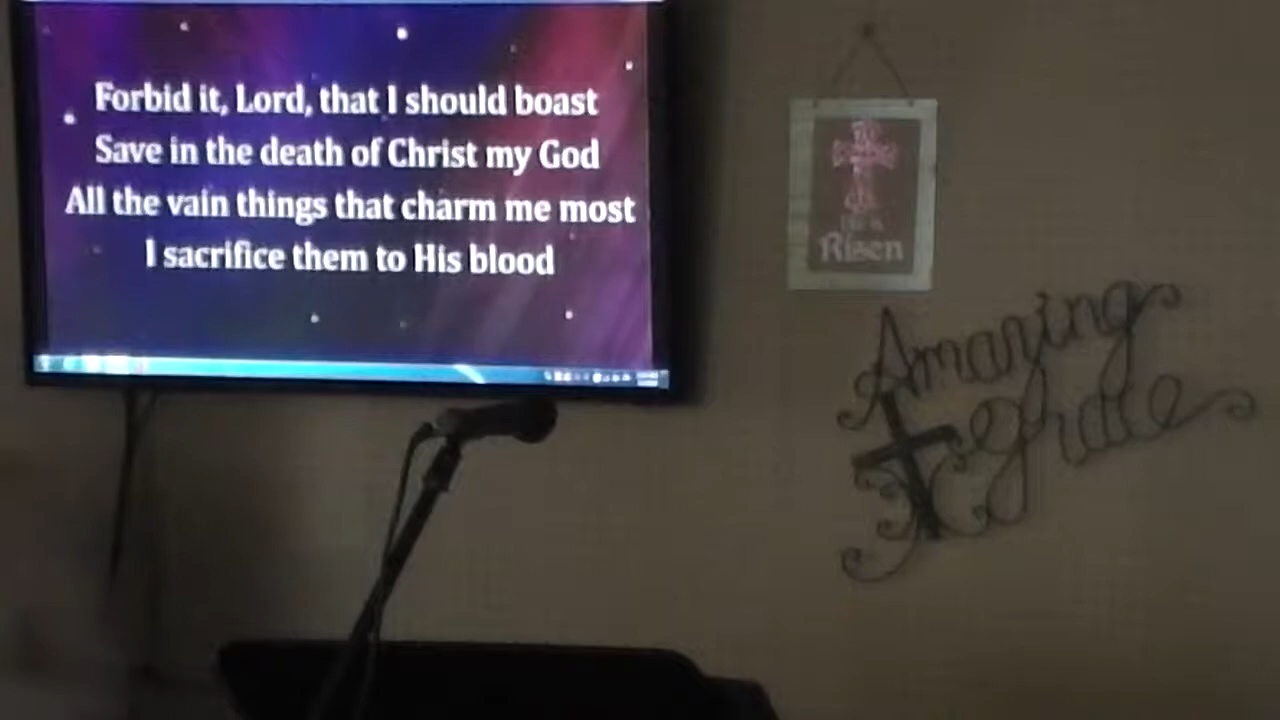 Forbid it, Lord, that I should boast
Save in the death of Christ my God
All the vain things that charm me most
I sacrifice them to His blood
Risen
Amazing
Grace